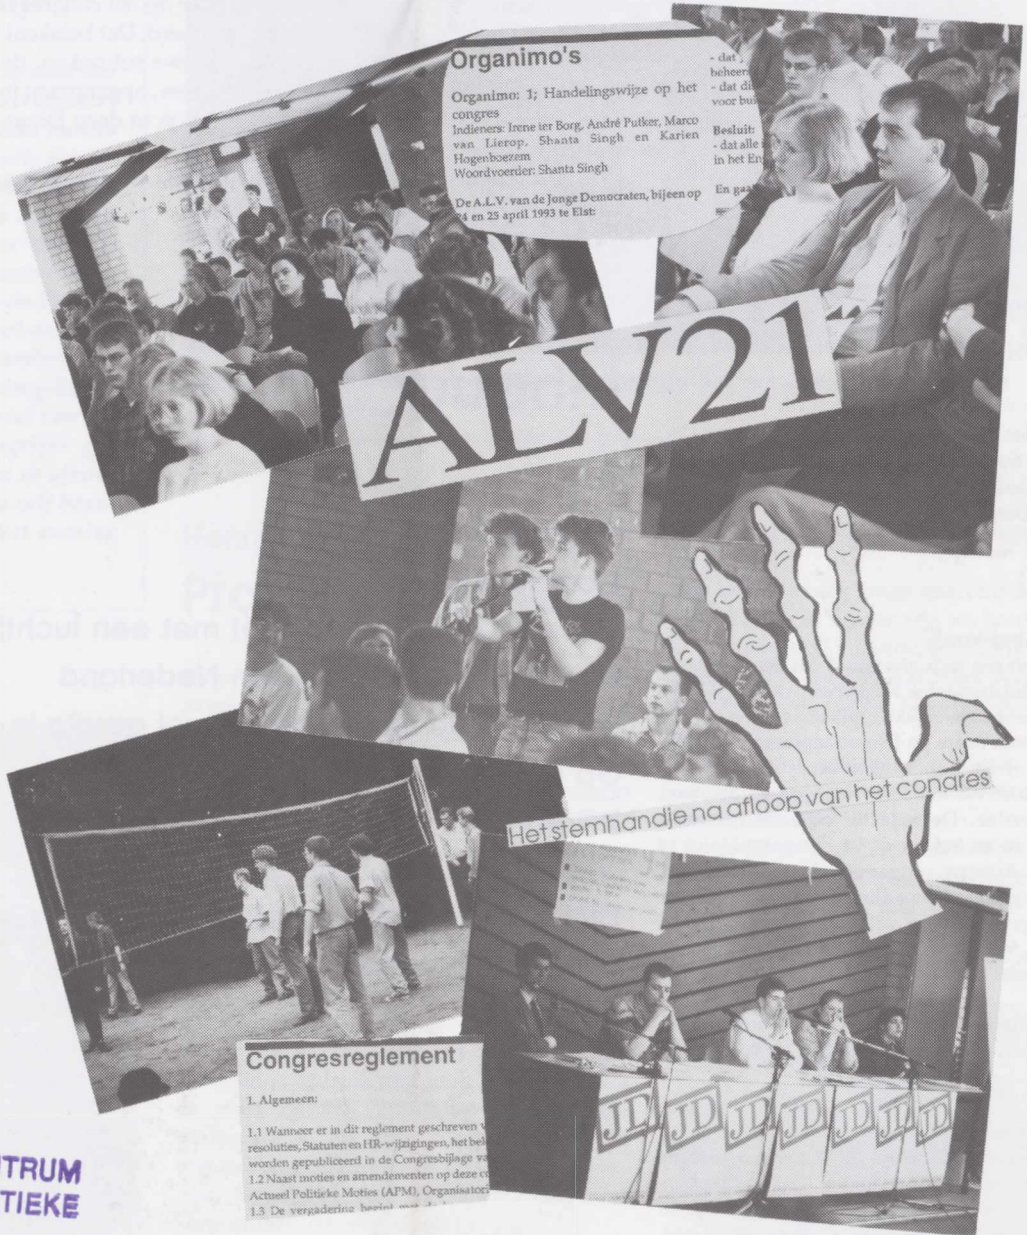 Organimo's
Organimo: 1; Handelingswijze op het
congres
Indieners: Irene ter Borg, André Putker, Marco
van Lierop, Shanta Singh en Karien
Hogenboezem
Woordvoerder: Shanta Singh
De A.L.V. van de Jonge Democraten, bijeen op
24 en 25 april 1993 te Elst:
- dat
beheer
- dat di
voor bui
Besluit:
- dat alle
in het En
En gaa
ALV21
Het stemhandje na afloop van het congres
JD JD JD JD JD JD JD
Congresreglement
1. Algemeen:
1.1 Wanneer er in dit reglement geschreven
resoluties, Statuten en HR-wijzigingen, het bel
worden gepubliceerd in de Congresbijlage va
1.2 Naast moties en amendementen op deze co
Actueel Politieke Moties (APM), Organisatori
1.3 De vergadering begint met de
NTRUM
ITIEKE